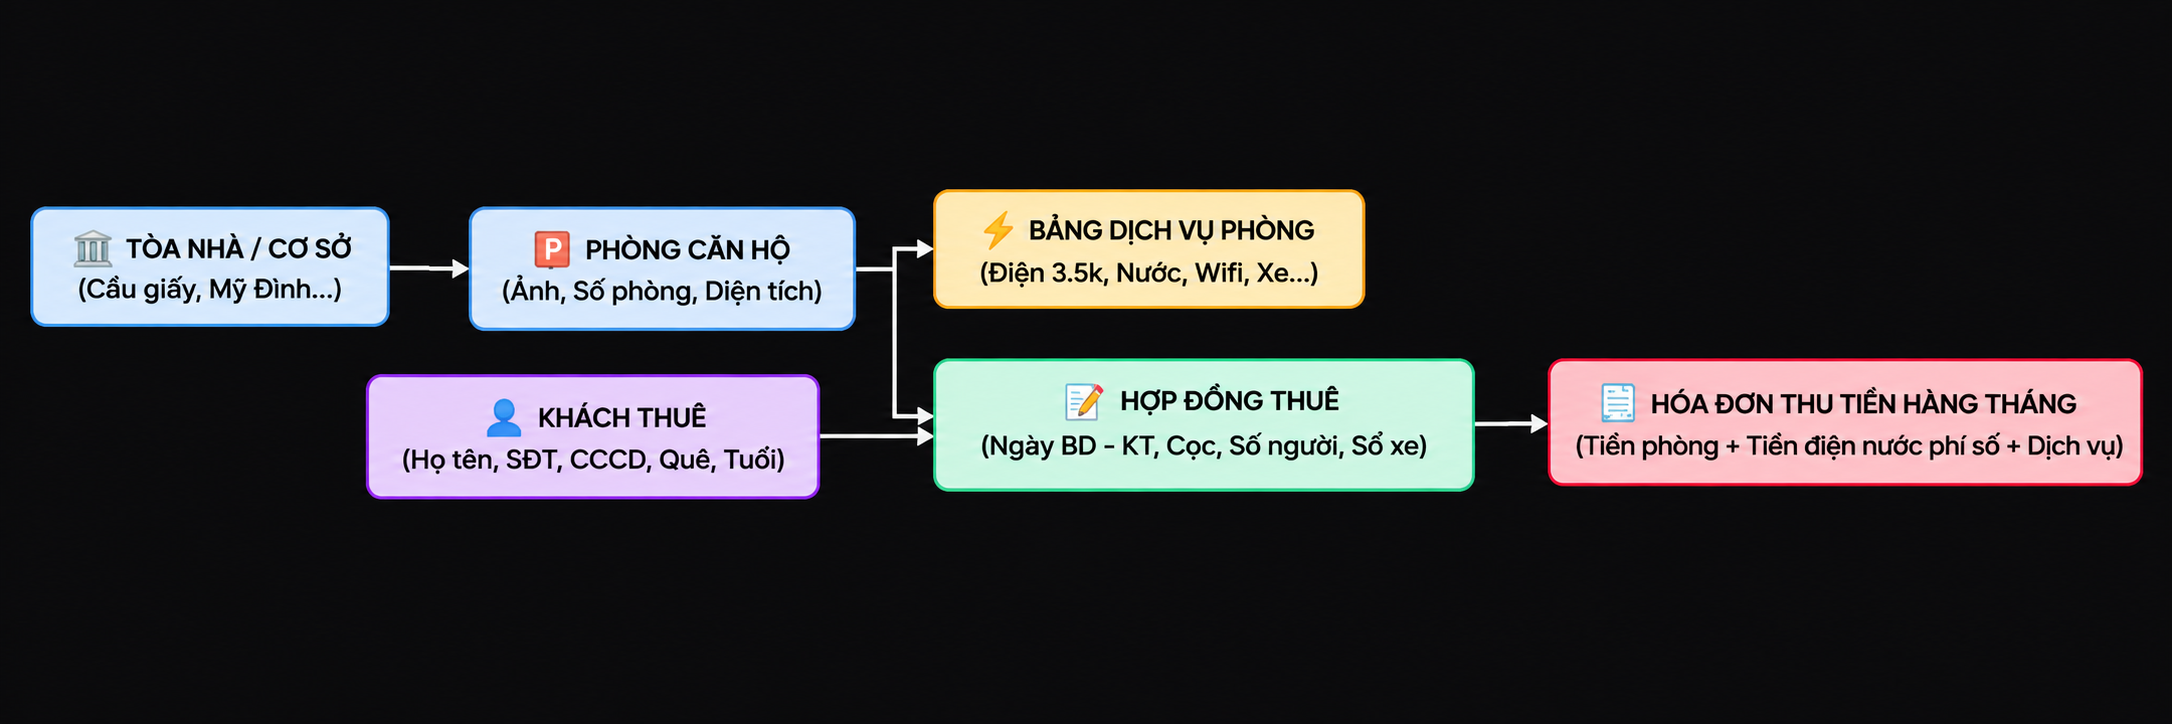 TÒA NHÀ / CƠ SỞ
(Cầu giấy, Mỹ Đình...)
P
PHÒNG CĂN HỘ
(Ảnh, Số phòng, Diện tích)
BẢNG DỊCH VỤ PHÒNG
(Điện 3.5k, Nước, Wifi, Xe...)
KHÁCH THUÊ
(Họ tên, SĐT, CCCD, Quê, Tuổi)
HỢP ĐỒNG THUÊ
(Ngày BD - KT, Cọc, Số người, Sổ xe)
HÓA ĐƠN THU TIỀN HÀNG THÁNG
(Tiền phòng + Tiền điện nước phí số + Dịch vụ)